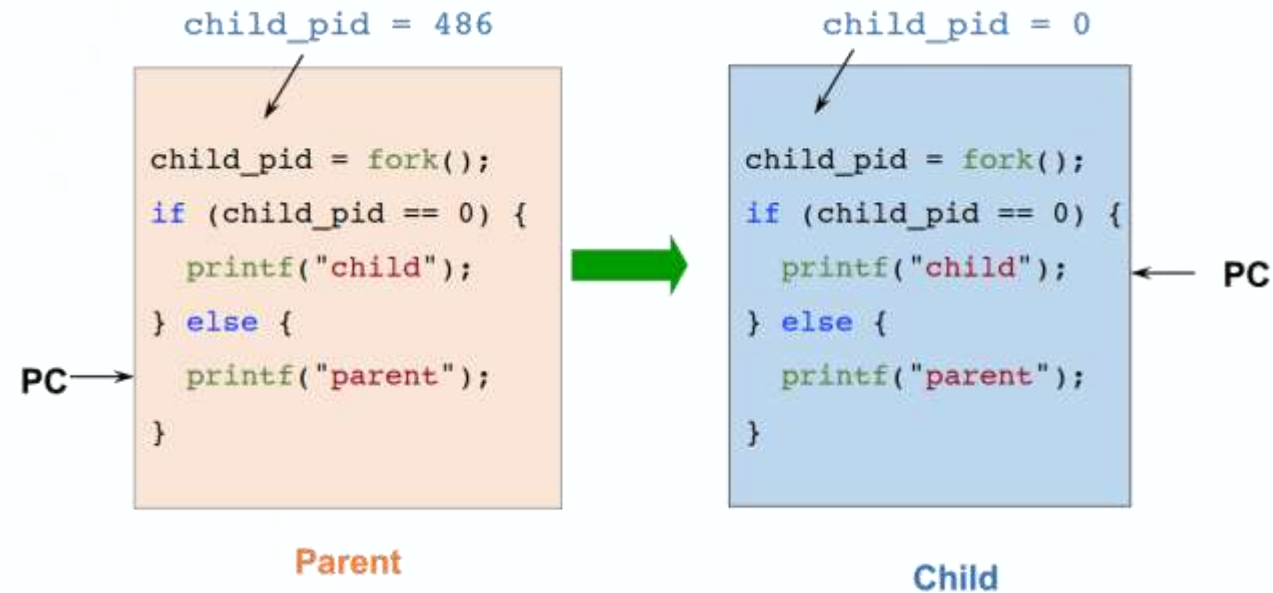 child_pid = 486
child_pid = fork();
if (child_pid == 0) {
  printf("child");
} else {
PC
  printf("parent");
}
Parent
child_pid = 0
child_pid = fork();
if (child_pid == 0) {
  printf("child");
PC
} else {
  printf("parent");
}
Child